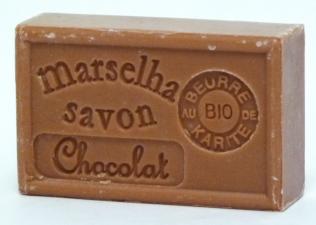 marselha
savon
Chocolat
BEURRE
AU BIO DE
KARITE